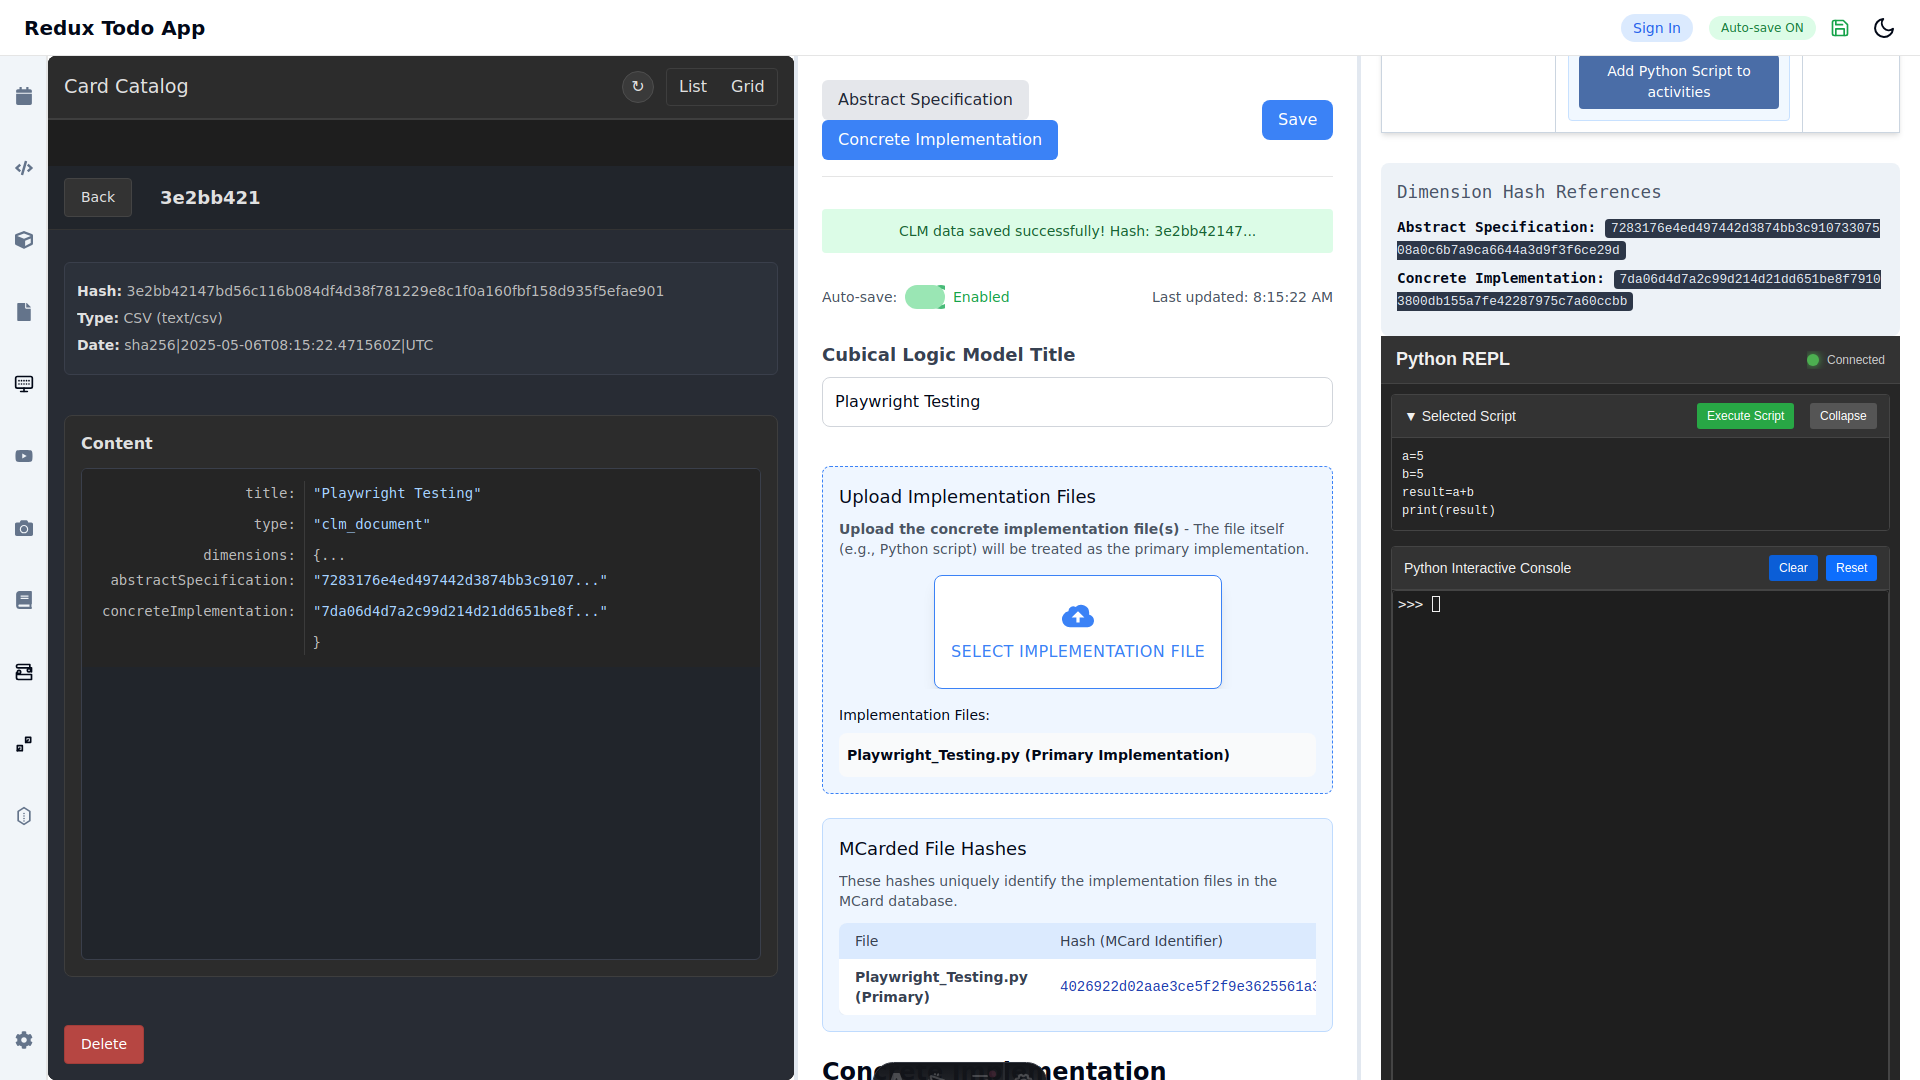 Redux Todo App
Sign In
Auto-save ON
Card Catalog
↻
List
Grid
Back
3e2bb421
Hash: 3e2bb42147bd56c116b084df4d38f781229e8c1f0a160fbf158d935f5efae901
Type: CSV (text/csv)
Date: sha256|2025-05-06T08:15:22.471560Z|UTC
Content
title: "Playwright Testing"
type: "clm_document"
dimensions: {...
abstractSpecification: "7283176e4ed497442d3874bb3c9107..."
concreteImplementation: "7da06d4d7a2c99d214d21dd651be8f..."
}
Delete
Abstract Specification
Concrete Implementation
Save
CLM data saved successfully! Hash: 3e2bb42147...
Auto-save: Enabled
Last updated: 8:15:22 AM
Cubical Logic Model Title
Playwright Testing
Upload Implementation Files
Upload the concrete implementation file(s) - The file itself
(e.g., Python script) will be treated as the primary implementation.
SELECT IMPLEMENTATION FILE
Implementation Files:
Playwright_Testing.py (Primary Implementation)
MCarded File Hashes
These hashes uniquely identify the implementation files in the
MCard database.
File
Hash (MCard Identifier)
Playwright_Testing.py
(Primary)
4026922d02aae3ce5f2f9e3625561a3
Concrete Implementation
Add Python Script to
activities
Dimension Hash References
Abstract Specification: 7283176e4ed497442d3874bb3c910733075
08a0c6b7a9ca6644a3d9f3f6ce29d
Concrete Implementation: 7da06d4d7a2c99d214d21dd651be8f7910
3800db155a7fe42287975c7a60ccbb
Python REPL
Connected
▼ Selected Script
Execute Script
Collapse
a=5
b=5
result=a+b
print(result)
Python Interactive Console
Clear
Reset
>>>